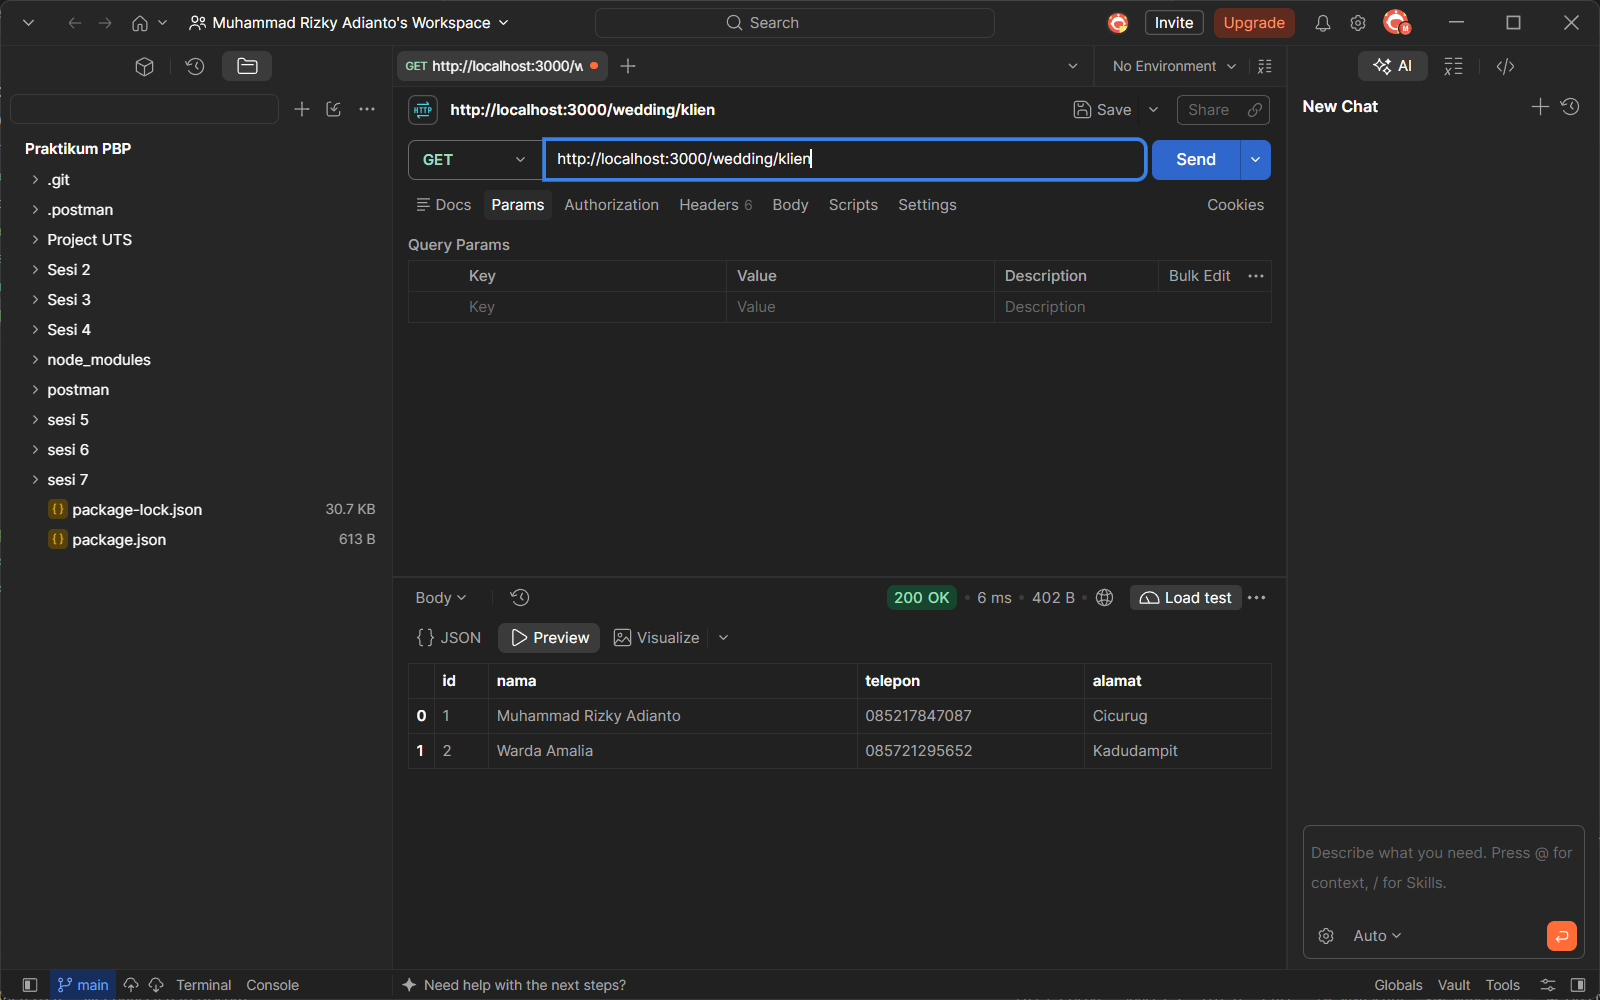 Muhammad Rizky Adianto's Workspace
Search
Invite
Upgrade
M
GET http://localhost:3000/w
No Environment
AI
HTTP http://localhost:3000/wedding/klien
Save
Share
New Chat
Praktikum PBP
GET
http://localhost:3000/wedding/klien
Send
.git
.postman
Project UTS
Sesi 2
Sesi 3
Sesi 4
node_modules
postman
sesi 5
sesi 6
sesi 7
{} package-lock.json 30.7 KB
{} package.json 613 B
Docs Params Authorization Headers 6 Body Scripts Settings Cookies
Query Params
Key Value Description Bulk Edit
Key Value Description
Body
200 OK • 6 ms • 402 B •
Load test
{} JSON Preview Visualize
id nama telepon alamat
0 1 Muhammad Rizky Adianto 085217847087 Cicurug
1 2 Warda Amalia 085721295652 Kadudampit
Describe what you need. Press @ for
context, / for Skills.
Auto
main Terminal Console
Need help with the next steps?
Globals Vault Tools